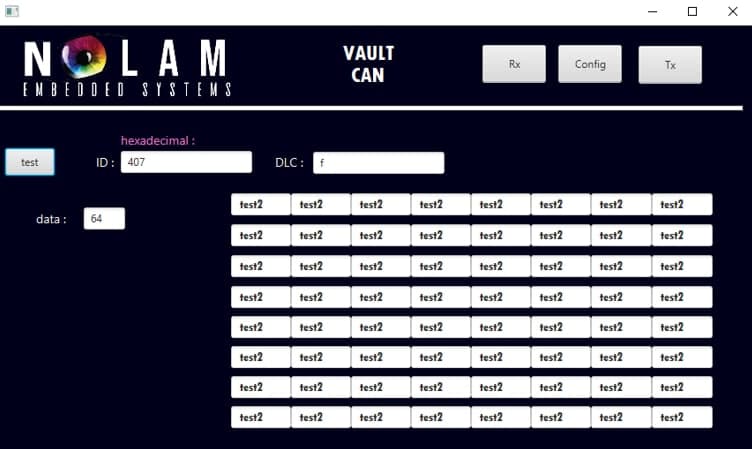 NOLAM
EMBEDDED SYSTEMS
VAULT
CAN
Rx Config Tx
hexadecimal :
test ID : 407 DLC : f
data : 64
test2 test2 test2 test2 test2 test2 test2 test2
test2 test2 test2 test2 test2 test2 test2 test2
test2 test2 test2 test2 test2 test2 test2 test2
test2 test2 test2 test2 test2 test2 test2 test2
test2 test2 test2 test2 test2 test2 test2 test2
test2 test2 test2 test2 test2 test2 test2 test2
test2 test2 test2 test2 test2 test2 test2 test2
test2 test2 test2 test2 test2 test2 test2 test2